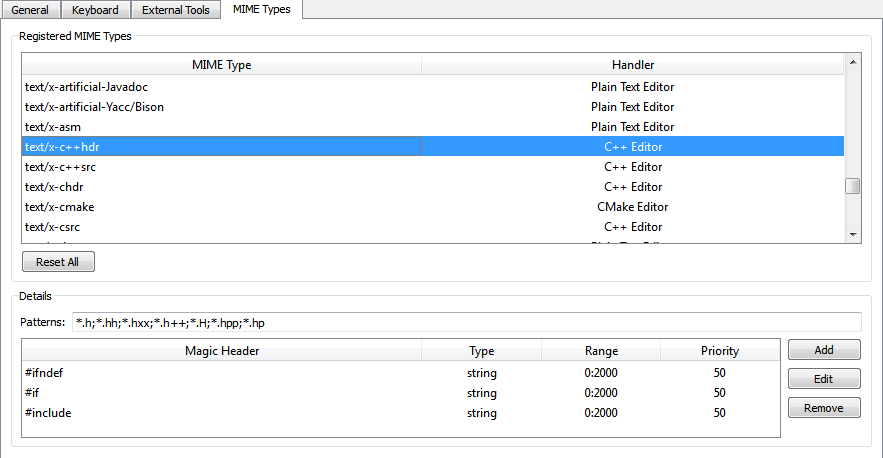 General Keyboard External Tools MIME Types
Registered MIME Types
MIME Type Handler
text/x-artificial-Javadoc Plain Text Editor
text/x-artificial-Yacc/Bison Plain Text Editor
text/x-asm Plain Text Editor
text/x-c++hdr C++ Editor
text/x-c++src C++ Editor
text/x-chdr C++ Editor
text/x-cmake CMake Editor
text/x-csrc C++ Editor
Reset All
Details
Patterns: *.h;*.hh;*.hxx;*.h++;*.H;*.hpp;*.hp
Magic Header Type Range Priority Add
#ifndef string 0:2000 50 Edit
#if string 0:2000 50
#include string 0:2000 50 Remove